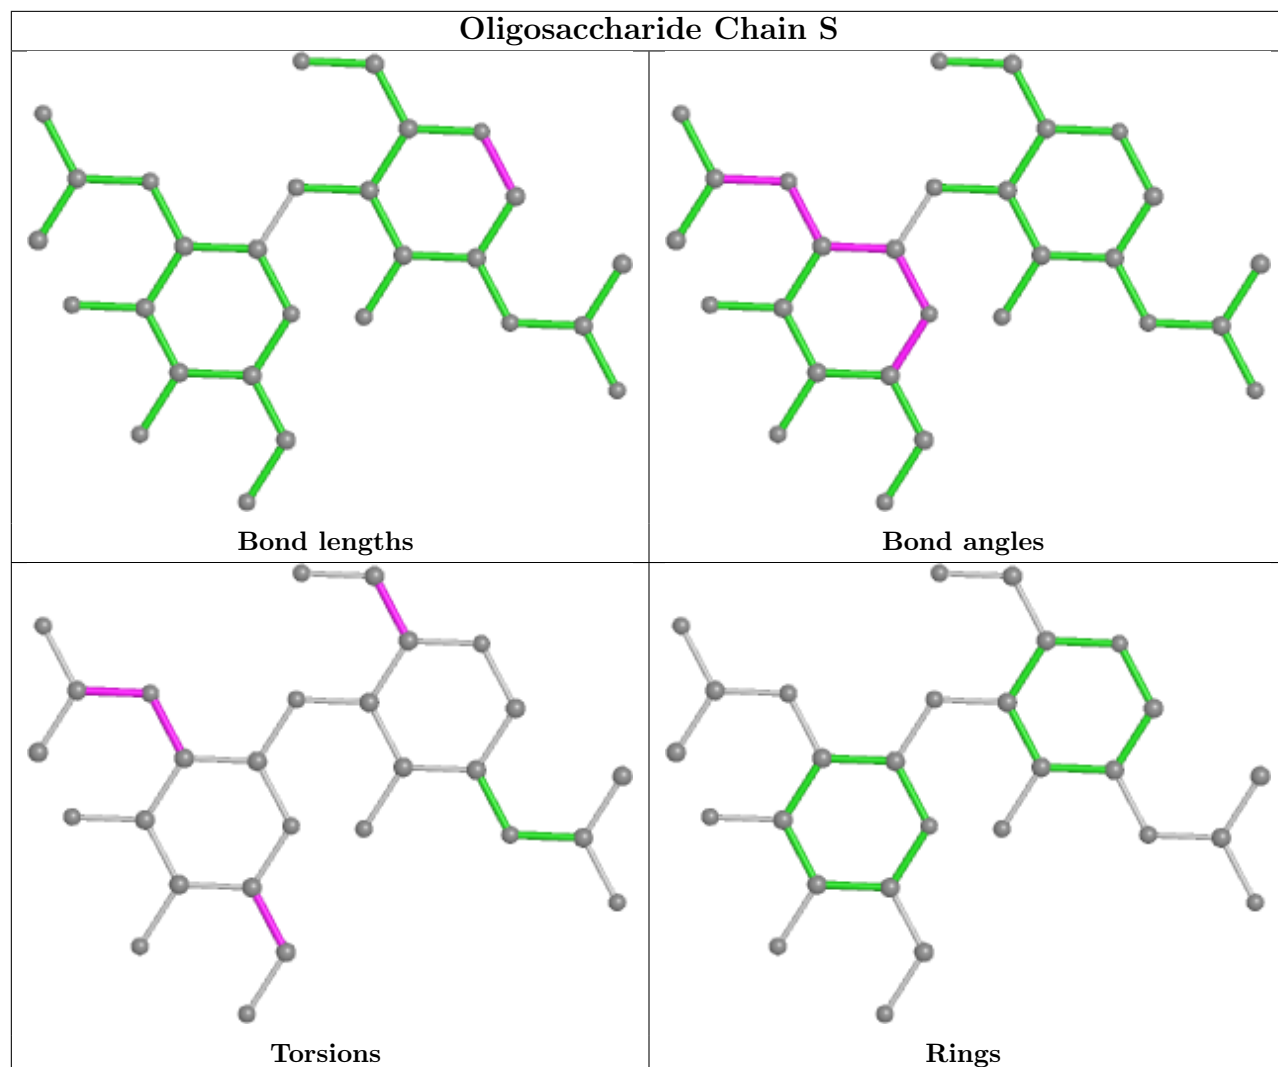 Oligosaccharide Chain S
Bond lengths
Bond angles
Torsions
Rings